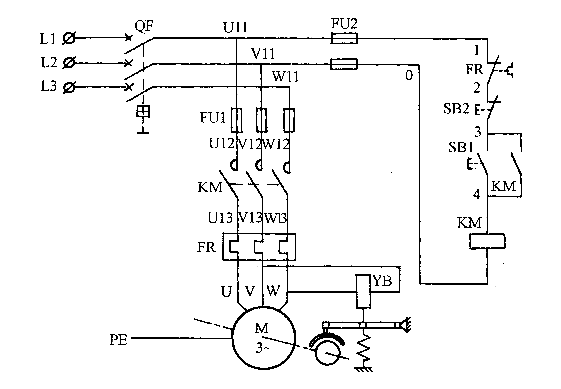 QF U11 FU2
L1 1
L2 V11 0 FR
L3 W11 2
SB2
FU1 3
U12 V12 W12 SB1
KM 4 KM
U13 V13 W13 KM
FR
U V W YB
M
PE 3~